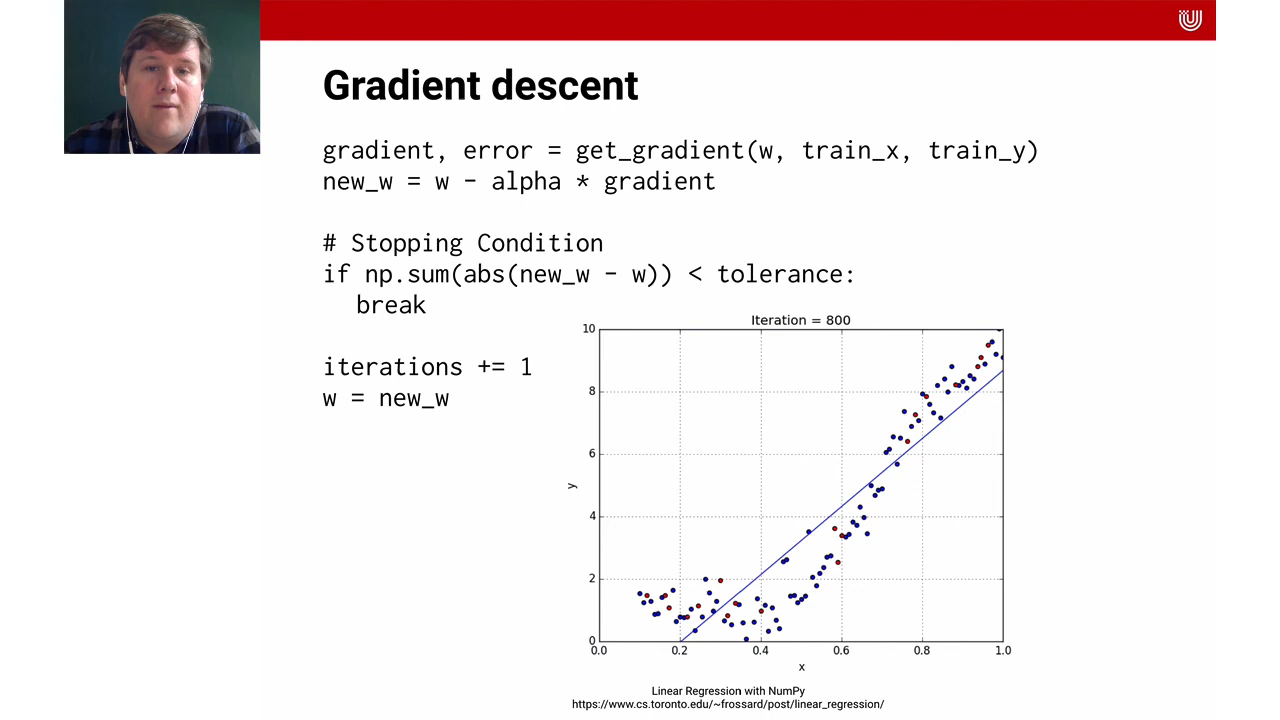 Gradient descent
gradient, error = get_gradient(w, train_x, train_y)
new_w = w - alpha * gradient
# Stopping Condition
if np.sum(abs(new_w - w)) < tolerance:
break
iterations += 1
w = new_w
Iteration = 800
10
8
6
4
2
0
y
0.0 0.2 0.4 0.6 0.8 1.0
x
Linear Regression with NumPy
https://www.cs.toronto.edu/~frossard/post/linear_regression/